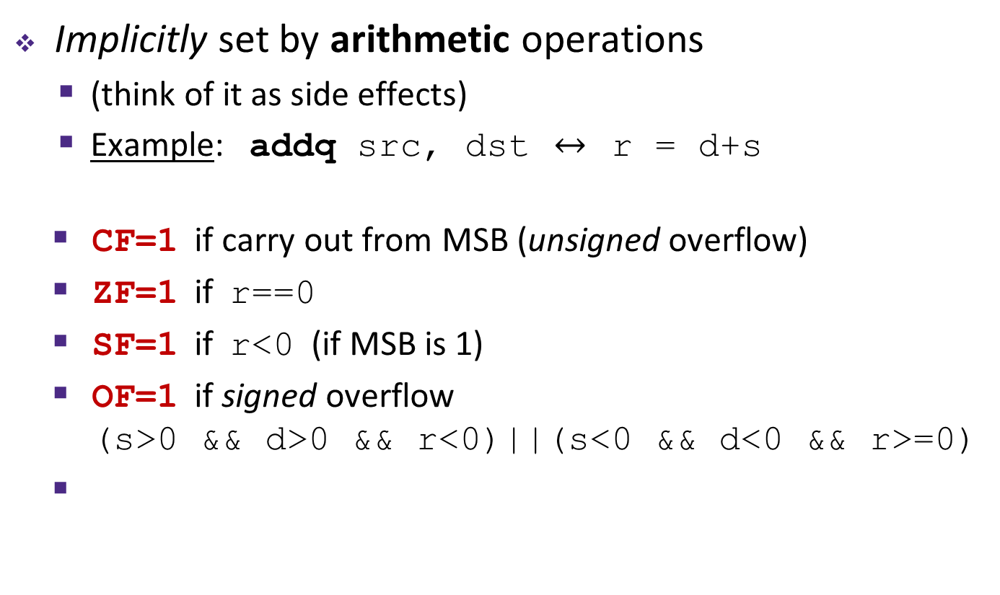 ❖ Implicitly set by arithmetic operations
▪ (think of it as side effects)
▪ Example: addq src, dst ↔ r = d+s
▪ CF=1 if carry out from MSB (unsigned overflow)
▪ ZF=1 if r==0
▪ SF=1 if r<0 (if MSB is 1)
▪ OF=1 if signed overflow
(s>0 && d>0 && r<0)||(s<0 && d<0 && r>=0)
▪